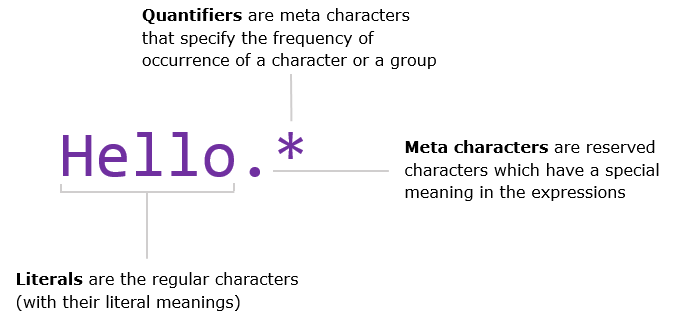 Quantifiers are meta characters
that specify the frequency of
occurrence of a character or a group
Hello.*
Meta characters are reserved
characters which have a special
meaning in the expressions
Literals are the regular characters
(with their literal meanings)